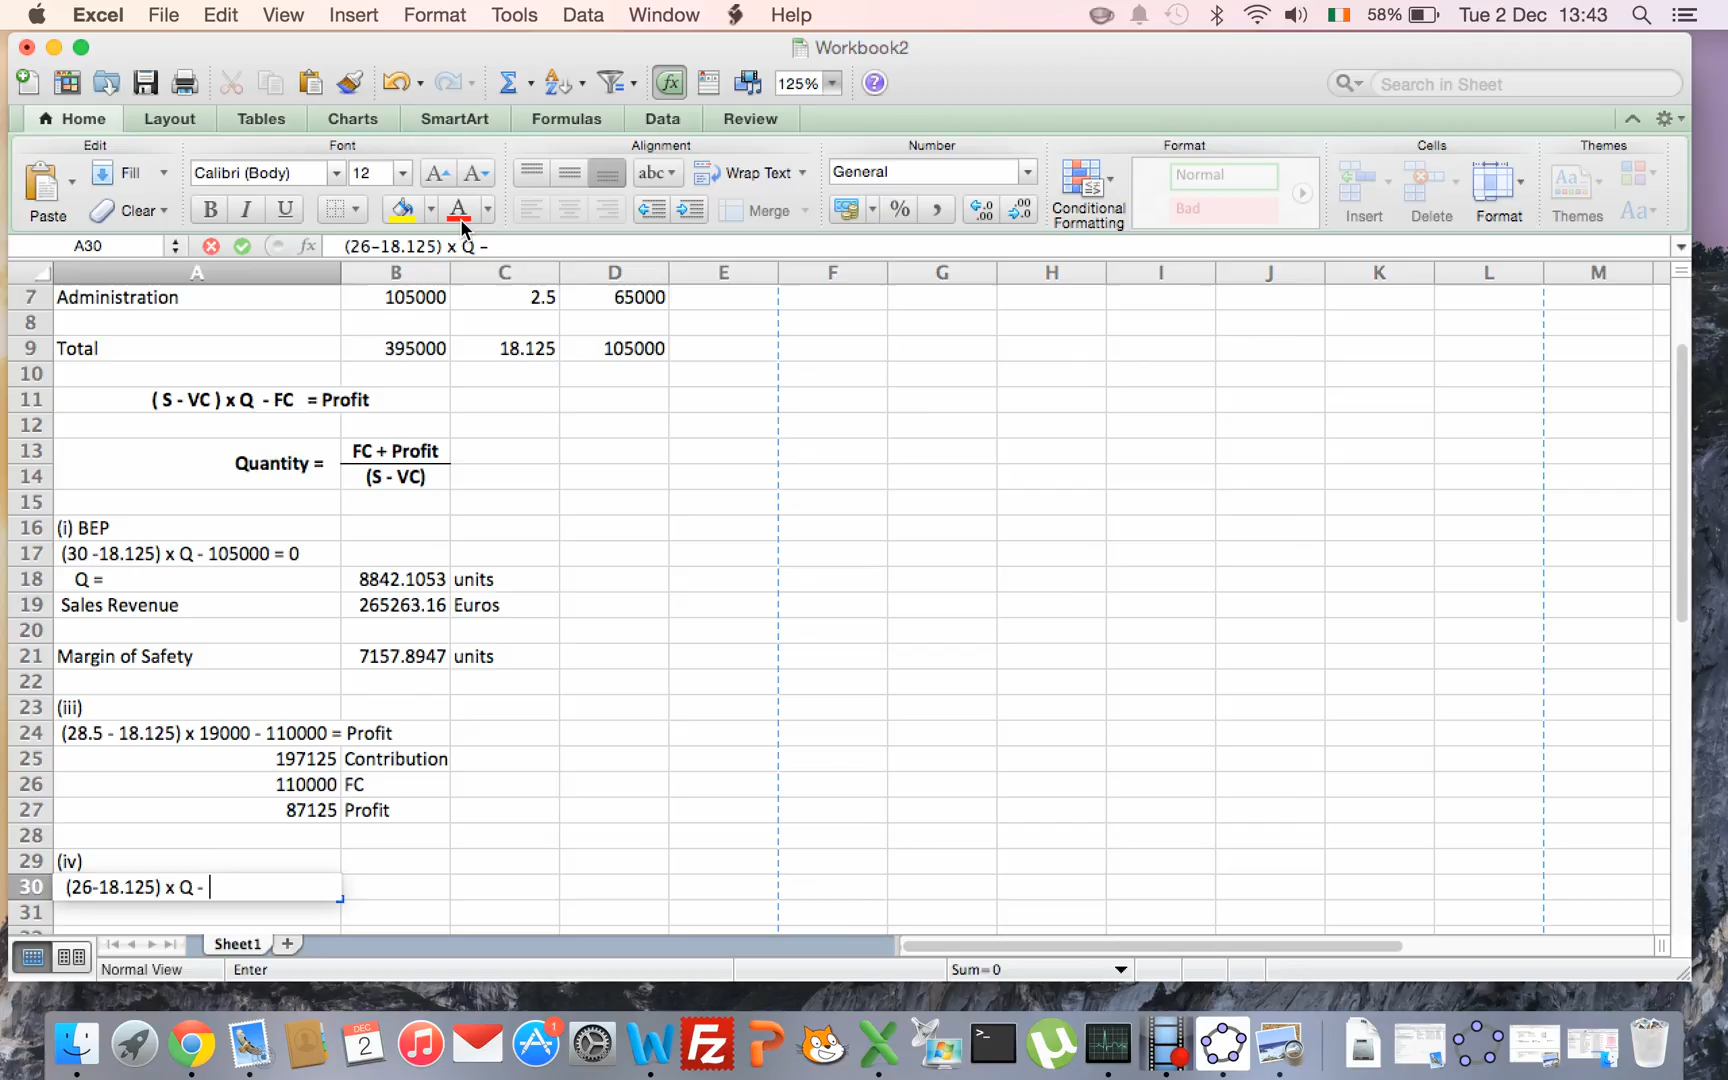 Excel File Edit View Insert Format Tools Data Window Help 58% Tue 2 Dec 13:43
Workbook2
125% Search in Sheet
Home Layout Tables Charts SmartArt Formulas Data Review
Edit Font Alignment Number Format Cells Themes
Paste Fill Clear Calibri (Body) 12 abc Wrap Text Merge General Conditional Formatting Normal Bad Insert Delete Format Themes
A30 fx (26-18.125) x Q -
A B C D E F G H I J K L M
7 Administration 105000 2.5 65000
8
9 Total 395000 18.125 105000
10
11 ( S - VC ) x Q - FC = Profit
12
13 FC + Profit
Quantity =
14 (S - VC)
15
16 (i) BEP
17 (30 -18.125) x Q - 105000 = 0
18 Q = 8842.1053 units
19 Sales Revenue 265263.16 Euros
20
21 Margin of Safety 7157.8947 units
22
23 (iii)
24 (28.5 - 18.125) x 19000 - 110000 = Profit
25 197125 Contribution
26 110000 FC
27 87125 Profit
28
29 (iv)
30 (26-18.125) x Q -
31
Sheet1
Normal View Enter Sum=0
DEC 2 1